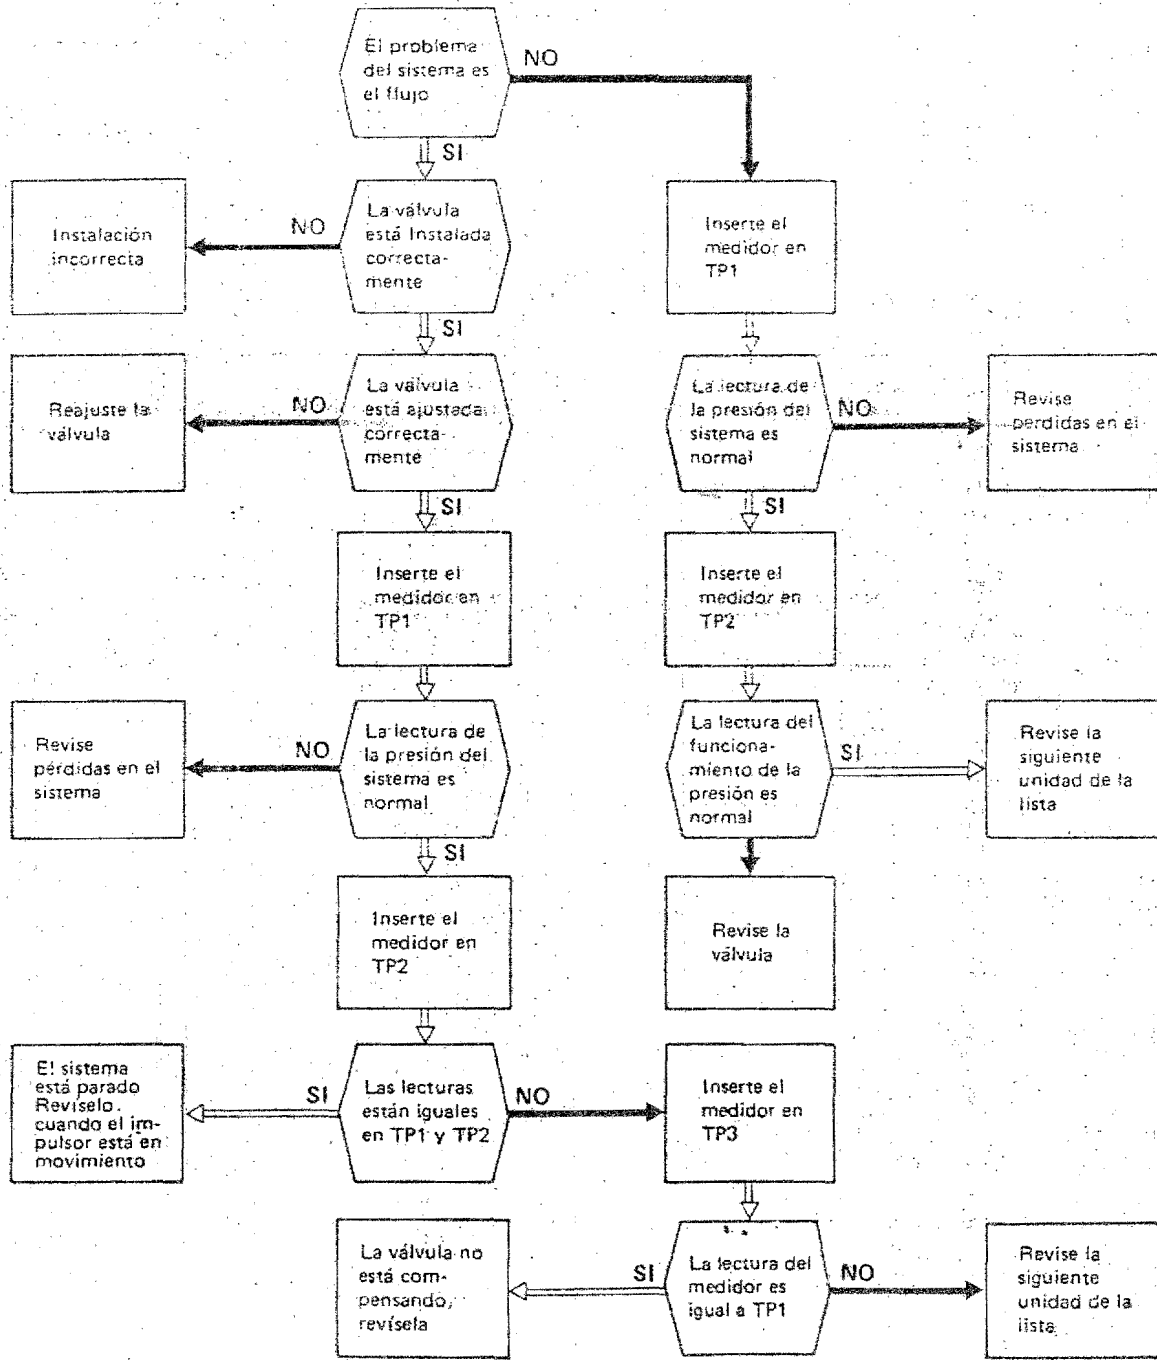 El problema
del sistema es
el flujo
NO
SI
Instalación
incorrecta
NO
La válvula
está Instalada
correcta-
mente
Inserte el
medidor en
TP1
SI
Reajuste la
válvula
NO
La válvula
está ajustada
correcta-
mente
La lectura de
la presión del
sistema es
normal
NO
Revise
perdidas en el
sistema
SI
SI
Inserte el
medidor en
TP1
Inserte el
medidor en
TP2
Revise
pérdidas en el
sistema
NO
La lectura de
la presión del
sistema es
normal
La lectura del
funciona-
miento de la
presión es
normal
SI
Revise la
siguiente
unidad de la
lista
SI
Inserte el
medidor en
TP2
Revise la
válvula
El sistema
está parado
Revíselo.
cuando el im-
pulsor está en
movimiento
SI
Las lecturas
están iguales
en TP1 y TP2
NO
Inserte el
medidor en
TP3
La válvula no
está com-
pensando,
revísela
SI
La lectura del
medidor es
igual a TP1
NO
Revise la
siguiente
unidad de la
lista